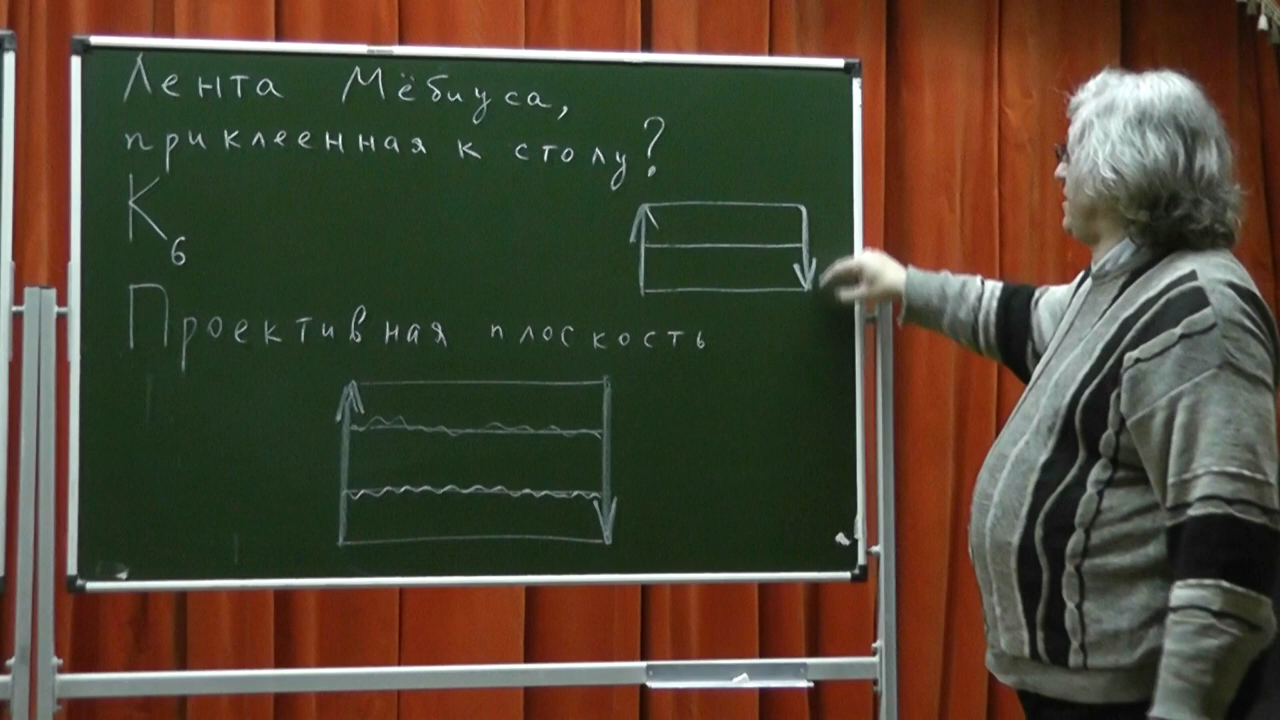 Лента Мёбиуса,
приклеенная к столу?
K₆
Проективная плоскость